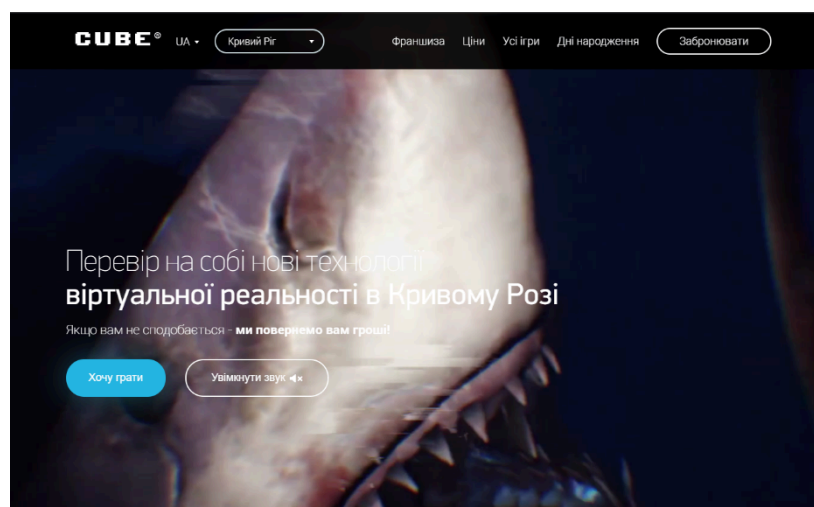 CUBE®
UA
Кривий Ріг
Франшиза
Ціни
Усі ігри
Дні народження
Забронювати
Перевір на собі нові технології
віртуальної реальності в Кривому Розі
Якщо вам не сподобається - ми повернемо вам гроші!
Хочу грати
Увімкнути звук